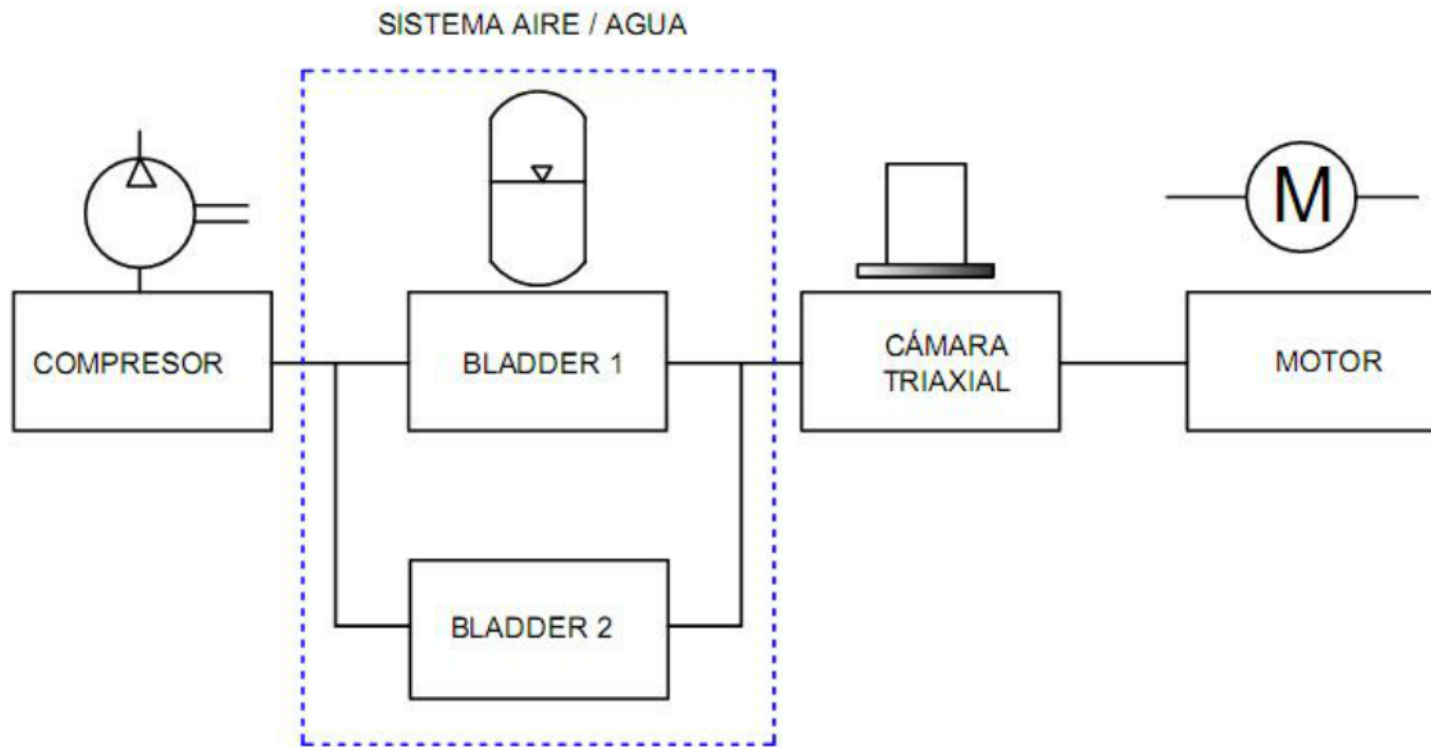 SISTEMA AIRE / AGUA
M
COMPRESOR
BLADDER 1
CÁMARA
TRIAXIAL
MOTOR
BLADDER 2